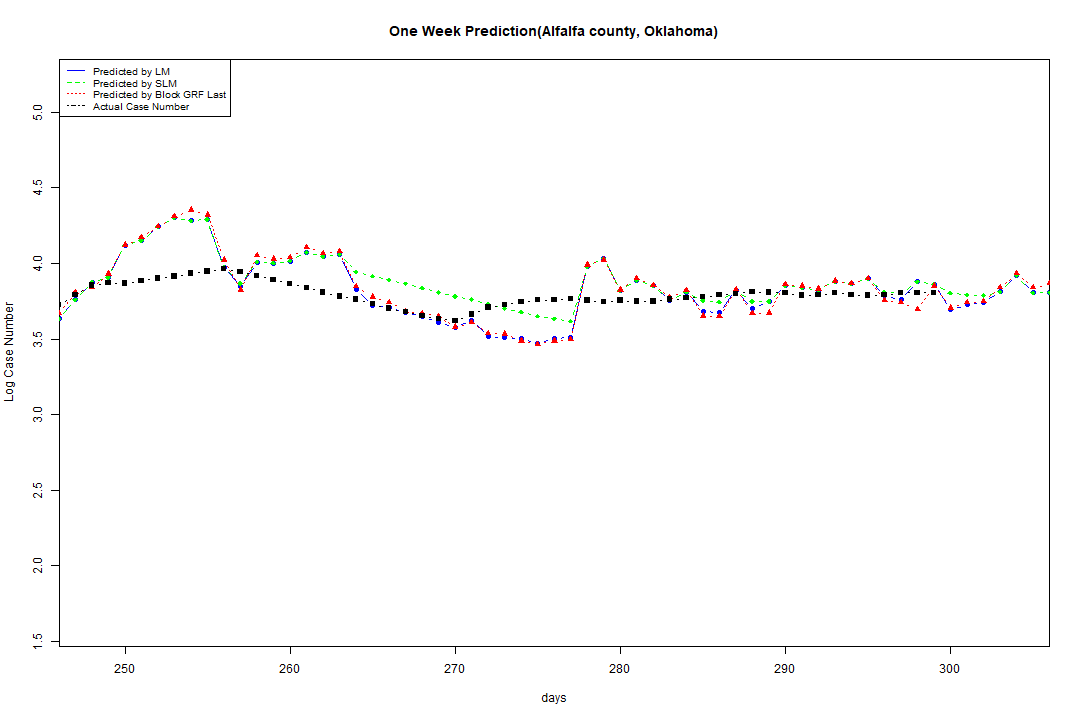 One Week Prediction(Alfalfa county, Oklahoma)
Predicted by LM
Predicted by SLM
Predicted by Block GRF Last
Actual Case Number
5.0
4.5
4.0
3.5
3.0
2.5
2.0
1.5
Log Case Number
250 260 270 280 290 300
days